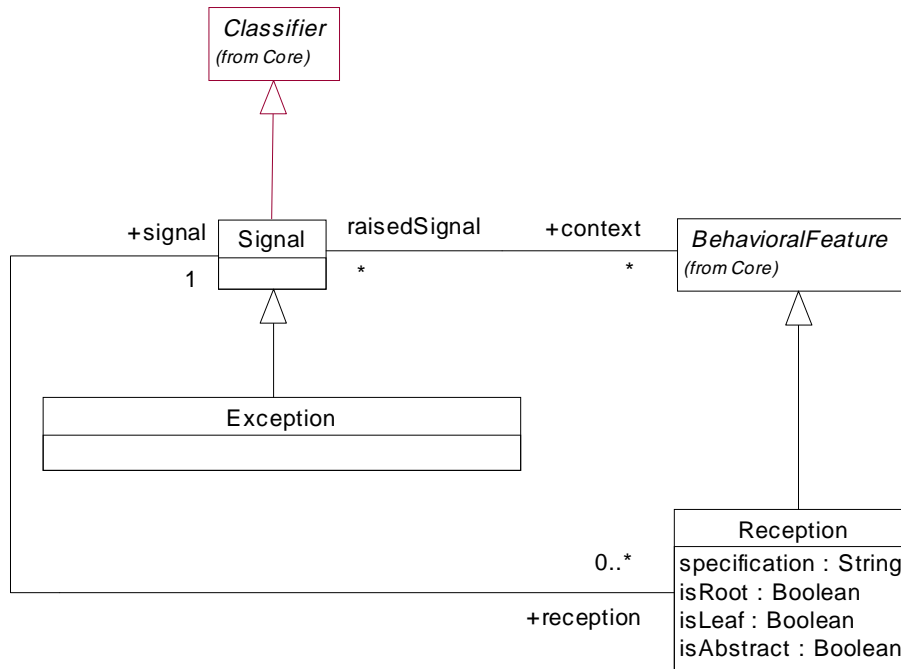 Classifier
(from Core)
+signal
Signal
raisedSignal
+context
BehavioralFeature
(from Core)
1
*
*
Exception
Reception
0..*
specification : String
isRoot : Boolean
+reception
isLeaf : Boolean
isAbstract : Boolean